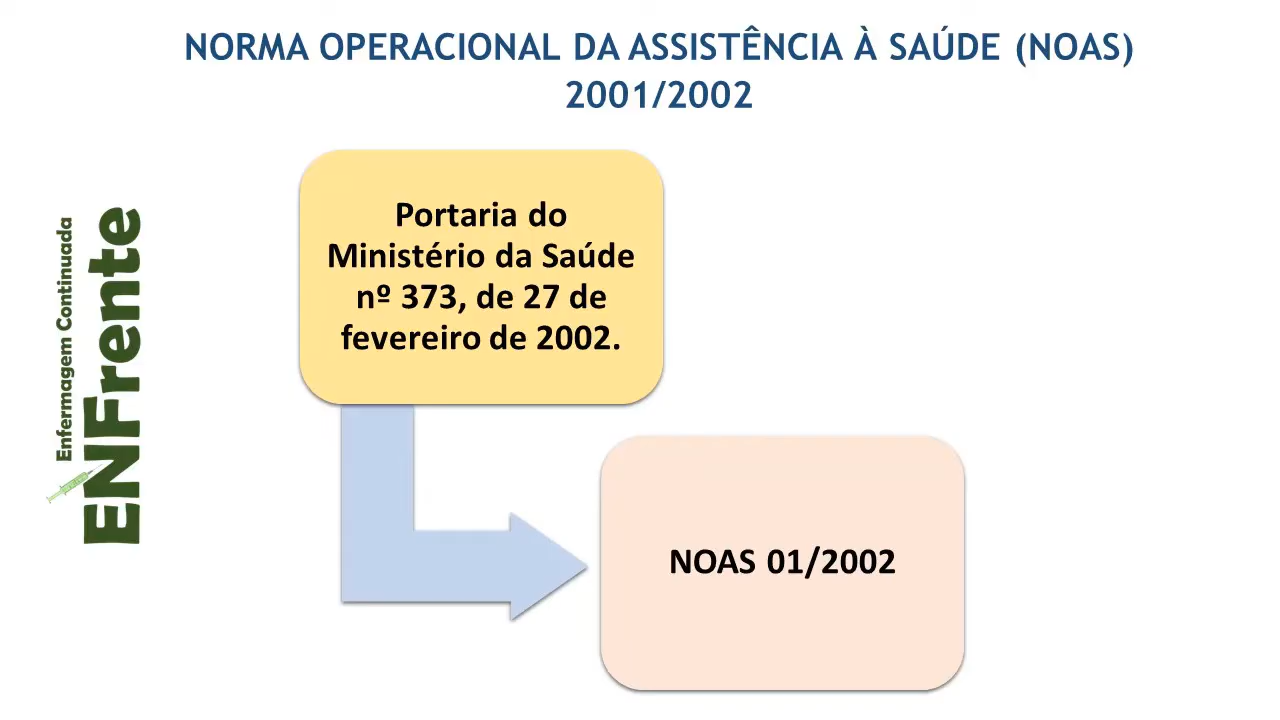 NORMA OPERACIONAL DA ASSISTÊNCIA À SAÚDE (NOAS)
2001/2002
Portaria do
Ministério da Saúde
nº 373, de 27 de
fevereiro de 2002.
NOAS 01/2002
Enfermagem Continuada
ENFrente